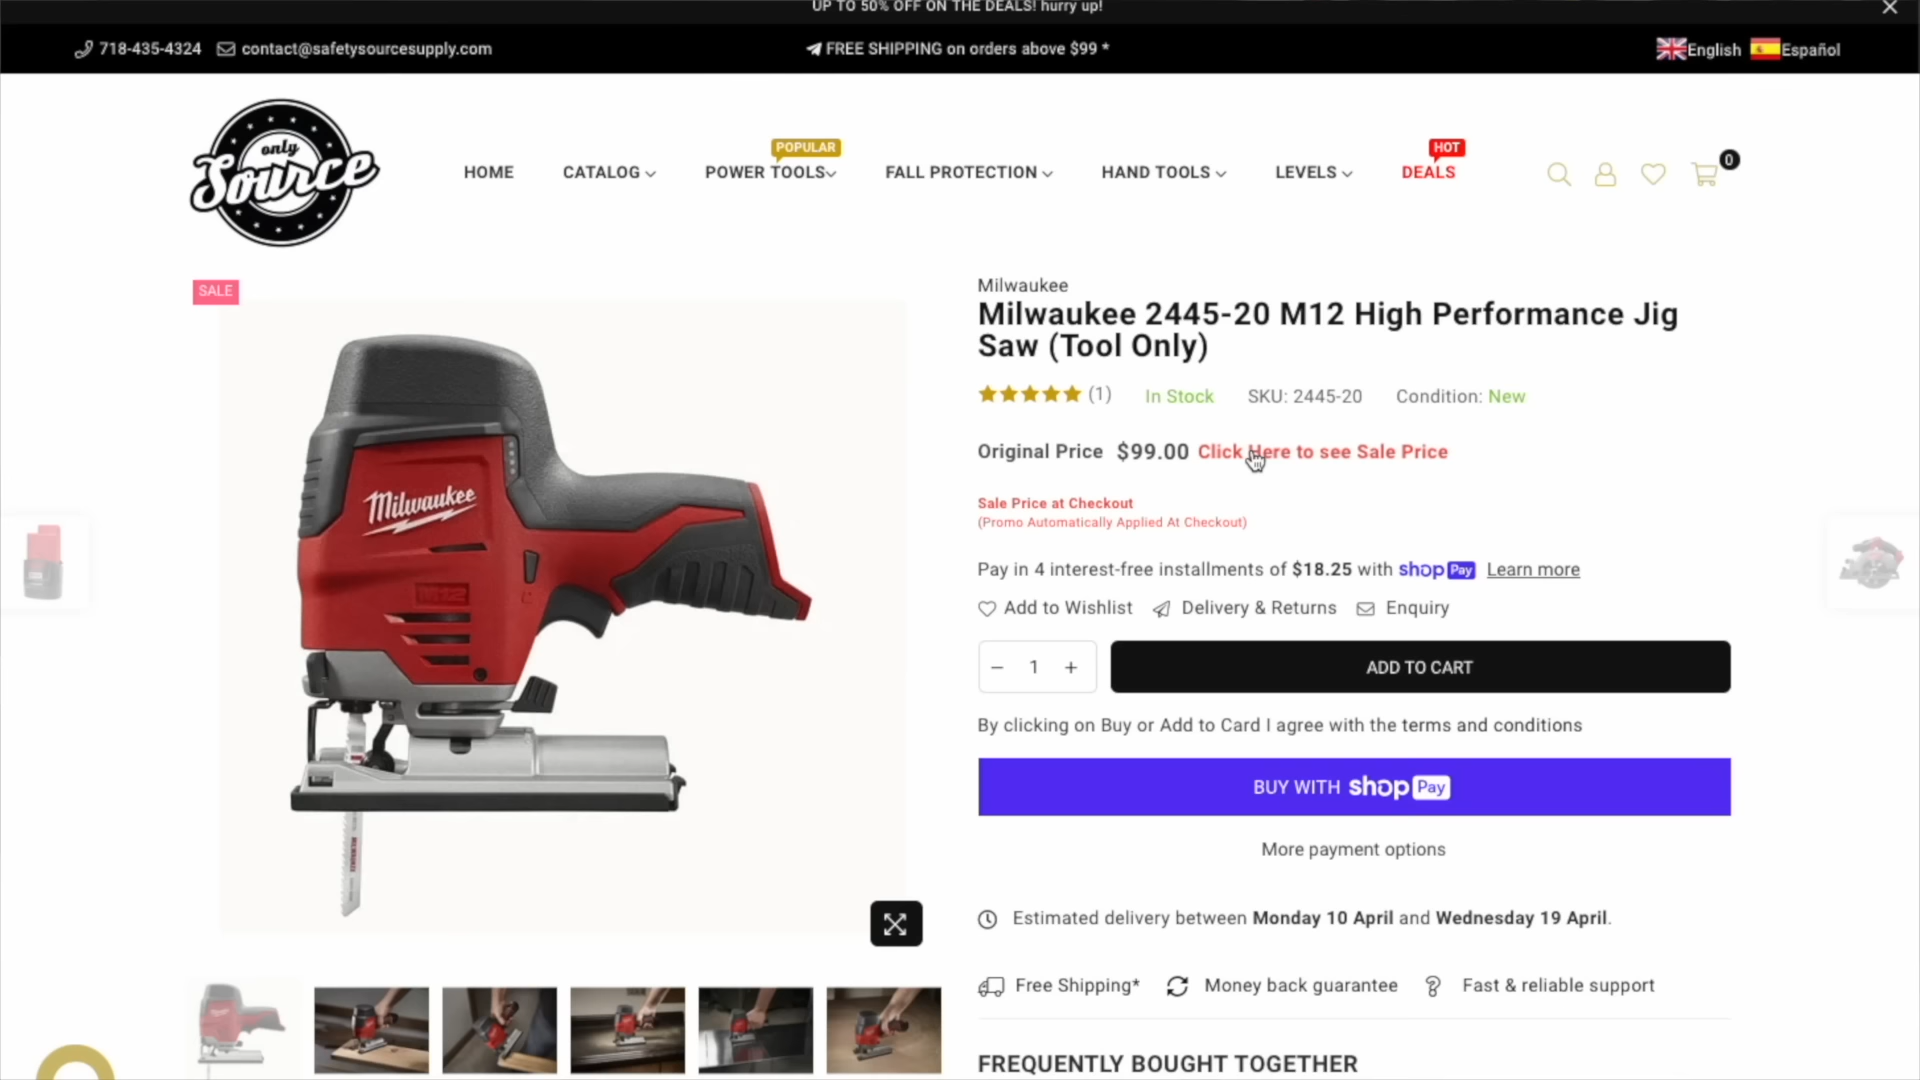 UP TO 50% OFF ON THE DEALS! hurry up!
718-435-4324 contact@safetysourcesupply.com
FREE SHIPPING on orders above $99 *
English Español
only
Source
HOME
CATALOG
POPULAR
POWER TOOLS
FALL PROTECTION
HAND TOOLS
LEVELS
HOT
DEALS
0
SALE
Milwaukee
M12
Milwaukee
Milwaukee 2445-20 M12 High Performance Jig
Saw (Tool Only)
(1) In Stock SKU: 2445-20 Condition: New
Original Price $99.00 Click Here to see Sale Price
Sale Price at Checkout
(Promo Automatically Applied At Checkout)
Pay in 4 interest-free installments of $18.25 with shop Pay Learn more
Add to Wishlist Delivery & Returns Enquiry
− 1 + ADD TO CART
By clicking on Buy or Add to Card I agree with the terms and conditions
BUY WITH shop Pay
More payment options
Estimated delivery between Monday 10 April and Wednesday 19 April.
Free Shipping* Money back guarantee Fast & reliable support
FREQUENTLY BOUGHT TOGETHER